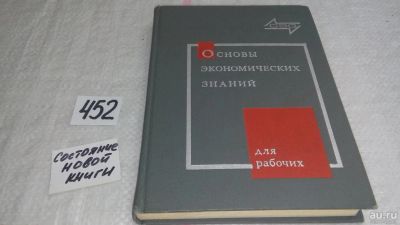 452
Состояние
новой
книги
Основы
экономических
знаний
для
рабочих
au.ru